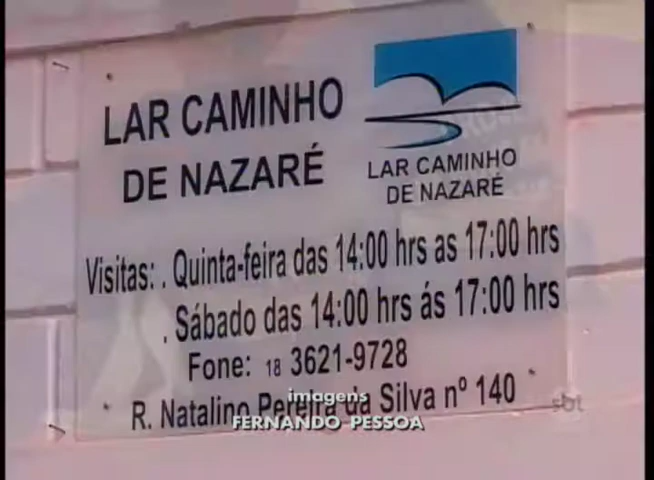 LAR CAMINHO
DE NAZARÉ
LAR CAMINHO
DE NAZARÉ
Visitas: . Quinta-feira das 14:00 hrs as 17:00 hrs
. Sábado das 14:00 hrs ás 17:00 hrs
Fone: 18 3621-9728
R. Natalino Pereira da Silva nº 140
imagens
FERNANDO PESSOA
sbt